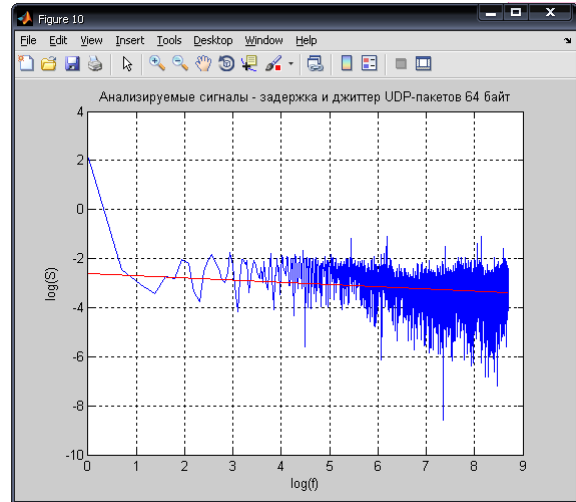 Figure 10
File Edit View Insert Tools Desktop Window Help
Анализируемые сигналы - задержка и джиттер UDP-пакетов 64 байт
4
2
0
-2
-4
-6
-8
-10
log(S)
0 1 2 3 4 5 6 7 8 9
log(f)